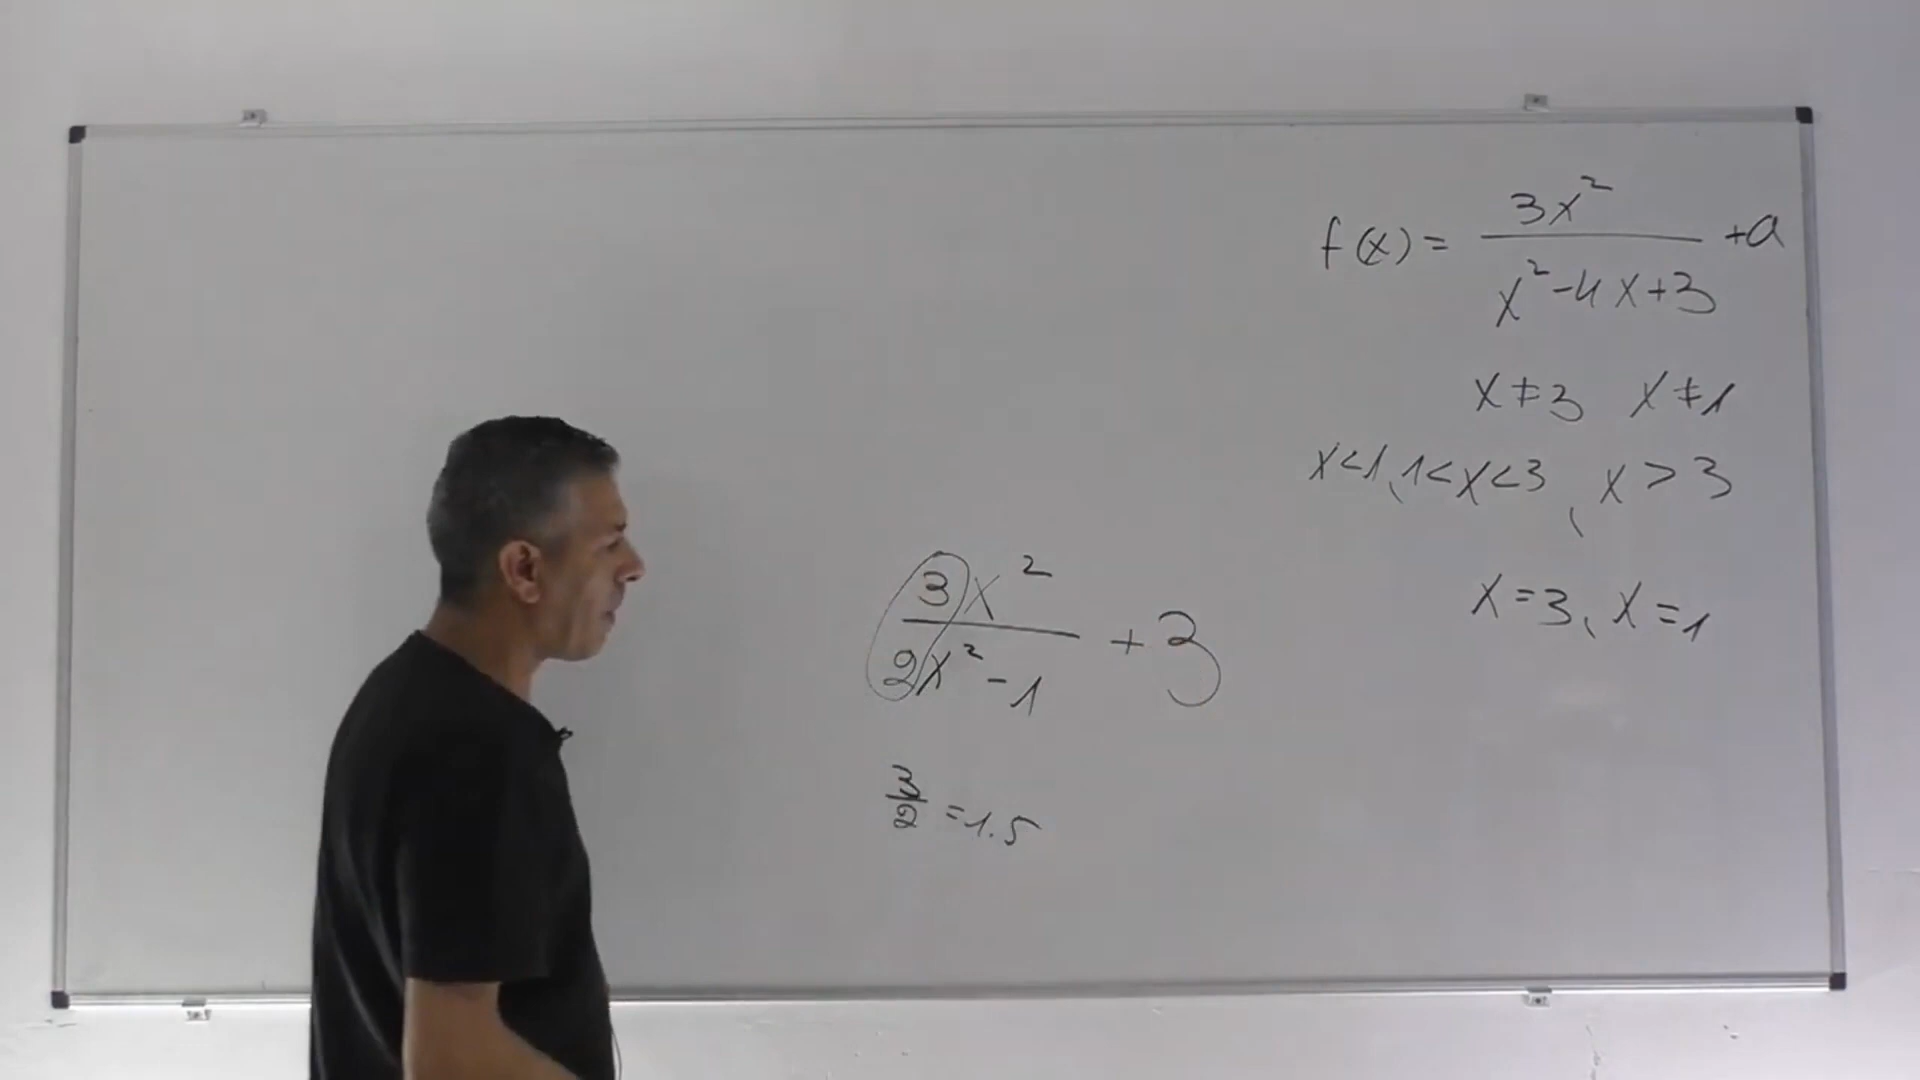 f(x) = 3x² / x²-4x+3 +a
x≠3 x≠1
x<1, 1<x<3, x>3
x=3, x=1
3x² / 2x²-1 +3
3/2 =1.5